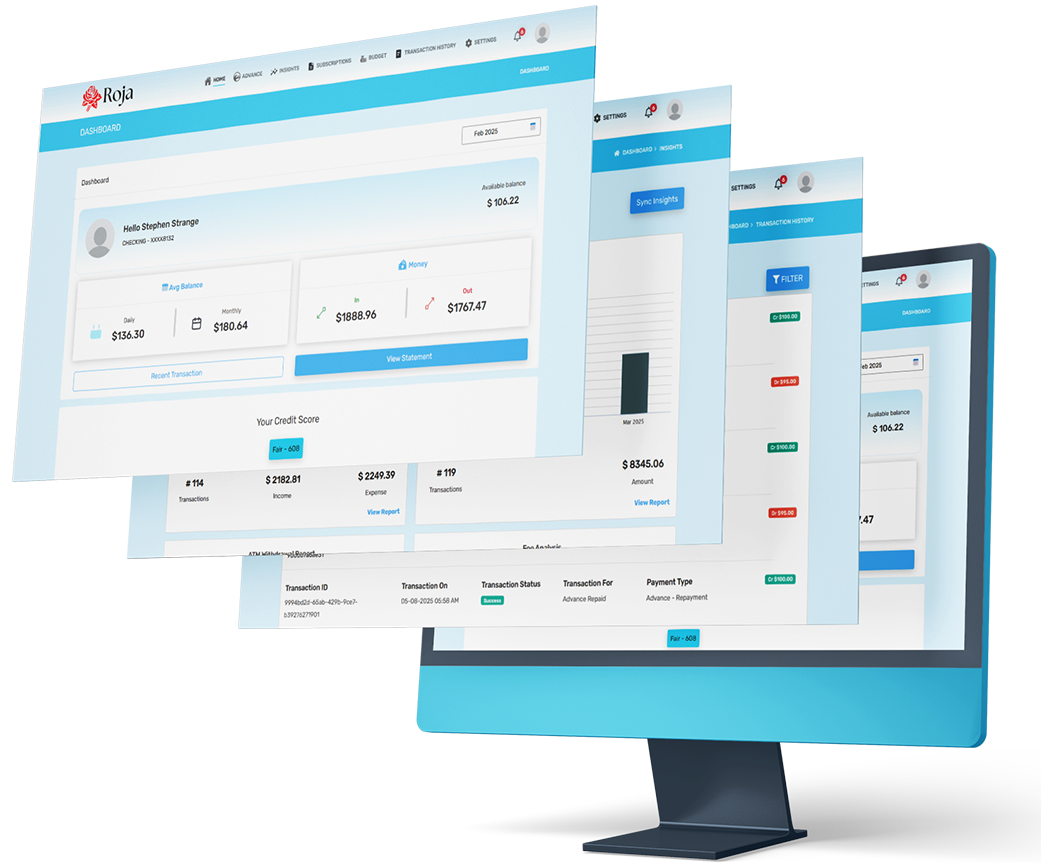 Roja
HOME
ADVANCE
INSIGHTS
SUBSCRIPTIONS
BUDGET
TRANSACTION HISTORY
SETTINGS
6
DASHBOARD
DASHBOARD
Dashboard
Feb 2025
Hello Stephen Strange
CHECKING - XXXX8132
Available balance
$ 106.22
Avg Balance
Daily
$136.30
Monthly
$180.64
Money
In
$1888.96
Out
$1767.47
Recent Transaction
View Statement
Your Credit Score
Fair - 608
SETTINGS
6
DASHBOARD > INSIGHTS
Sync Insights
Mar 2025
# 114
Transactions
$ 2182.81
Income
$ 2249.39
Expense
View Report
# 119
Transactions
$ 8345.06
Amount
View Report
ATM Withdrawal Report
Fee Analysis
SETTINGS
6
TRANSACTION HISTORY
FILTER
Cr $100.00
Dr $95.00
Cr $100.00
Dr $95.00
Cr $100.00
Transaction ID
9994bd2d-65ab-429b-9ce7-
b39276271901
Transaction On
05-08-2025 05:58 AM
Transaction Status
Success
Transaction For
Advance Repaid
Payment Type
Advance - Repayment
6
DASHBOARD
2025
Available balance
$ 106.22
Fair - 608